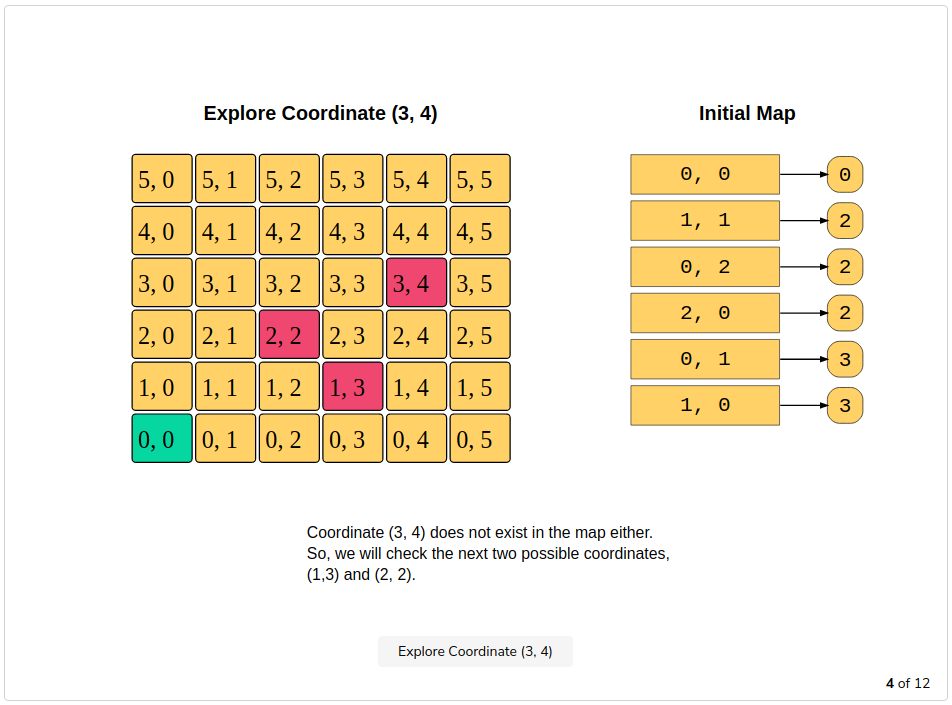 Explore Coordinate (3, 4)
5, 0 5, 1 5, 2 5, 3 5, 4 5, 5
4, 0 4, 1 4, 2 4, 3 4, 4 4, 5
3, 0 3, 1 3, 2 3, 3 3, 4 3, 5
2, 0 2, 1 2, 2 2, 3 2, 4 2, 5
1, 0 1, 1 1, 2 1, 3 1, 4 1, 5
0, 0 0, 1 0, 2 0, 3 0, 4 0, 5
Initial Map
0, 0 0
1, 1 2
0, 2 2
2, 0 2
0, 1 3
1, 0 3
Coordinate (3, 4) does not exist in the map either.
So, we will check the next two possible coordinates,
(1,3) and (2, 2).
Explore Coordinate (3, 4)
4 of 12